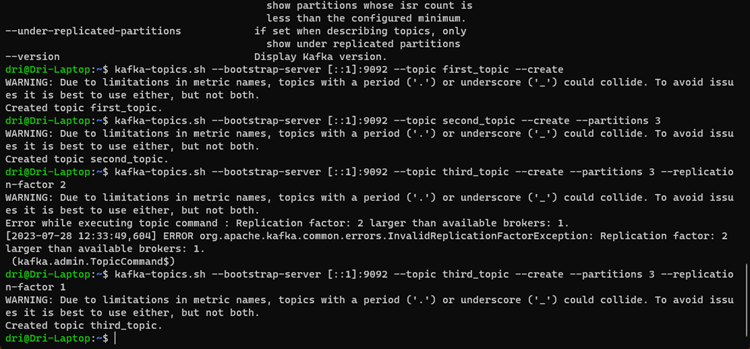 show partitions whose isr count is
less than the configured minimum.
--under-replicated-partitions if set when describing topics, only
show under replicated partitions
--version Display Kafka version.
dri@Dri-Laptop:~$ kafka-topics.sh --bootstrap-server [::1]:9092 --topic first_topic --create
WARNING: Due to limitations in metric names, topics with a period ('.') or underscore ('_') could collide. To avoid issu
es it is best to use either, but not both.
Created topic first_topic.
dri@Dri-Laptop:~$ kafka-topics.sh --bootstrap-server [::1]:9092 --topic second_topic --create --partitions 3
WARNING: Due to limitations in metric names, topics with a period ('.') or underscore ('_') could collide. To avoid issu
es it is best to use either, but not both.
Created topic second_topic.
dri@Dri-Laptop:~$ kafka-topics.sh --bootstrap-server [::1]:9092 --topic third_topic --create --partitions 3 --replicatio
n-factor 2
WARNING: Due to limitations in metric names, topics with a period ('.') or underscore ('_') could collide. To avoid issu
es it is best to use either, but not both.
Error while executing topic command : Replication factor: 2 larger than available brokers: 1.
[2023-07-28 12:33:49,604] ERROR org.apache.kafka.common.errors.InvalidReplicationFactorException: Replication factor: 2
larger than available brokers: 1.
(kafka.admin.TopicCommand$)
dri@Dri-Laptop:~$ kafka-topics.sh --bootstrap-server [::1]:9092 --topic third_topic --create --partitions 3 --replicatio
n-factor 1
WARNING: Due to limitations in metric names, topics with a period ('.') or underscore ('_') could collide. To avoid issu
es it is best to use either, but not both.
Created topic third_topic.
dri@Dri-Laptop:~$